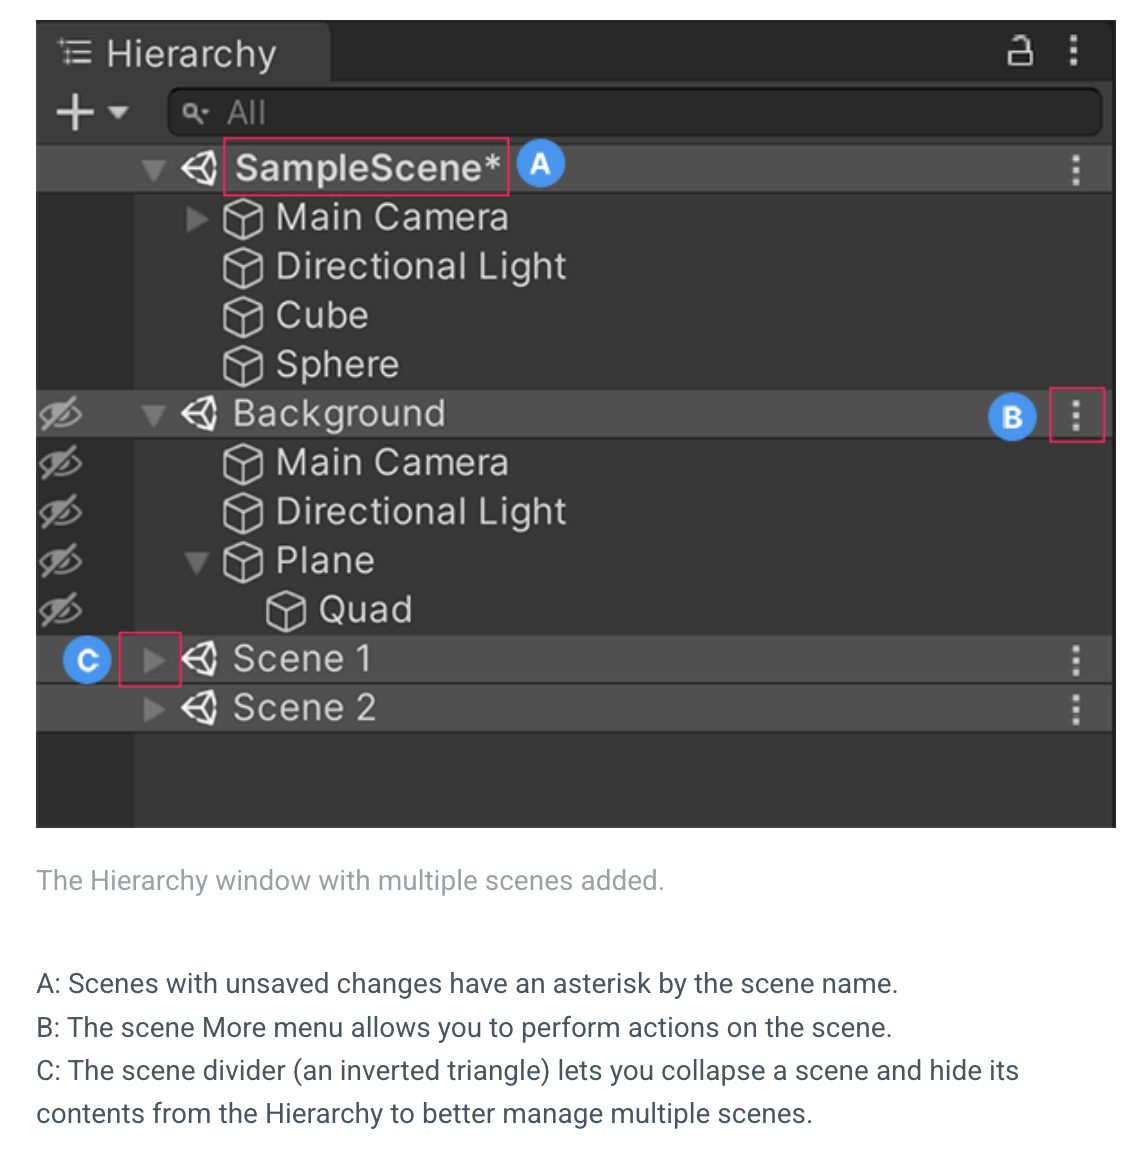 Hierarchy
All
SampleScene* A
Main Camera
Directional Light
Cube
Sphere
Background B
Main Camera
Directional Light
Plane
Quad
C Scene 1
Scene 2
The Hierarchy window with multiple scenes added.
A: Scenes with unsaved changes have an asterisk by the scene name.
B: The scene More menu allows you to perform actions on the scene.
C: The scene divider (an inverted triangle) lets you collapse a scene and hide its
contents from the Hierarchy to better manage multiple scenes.